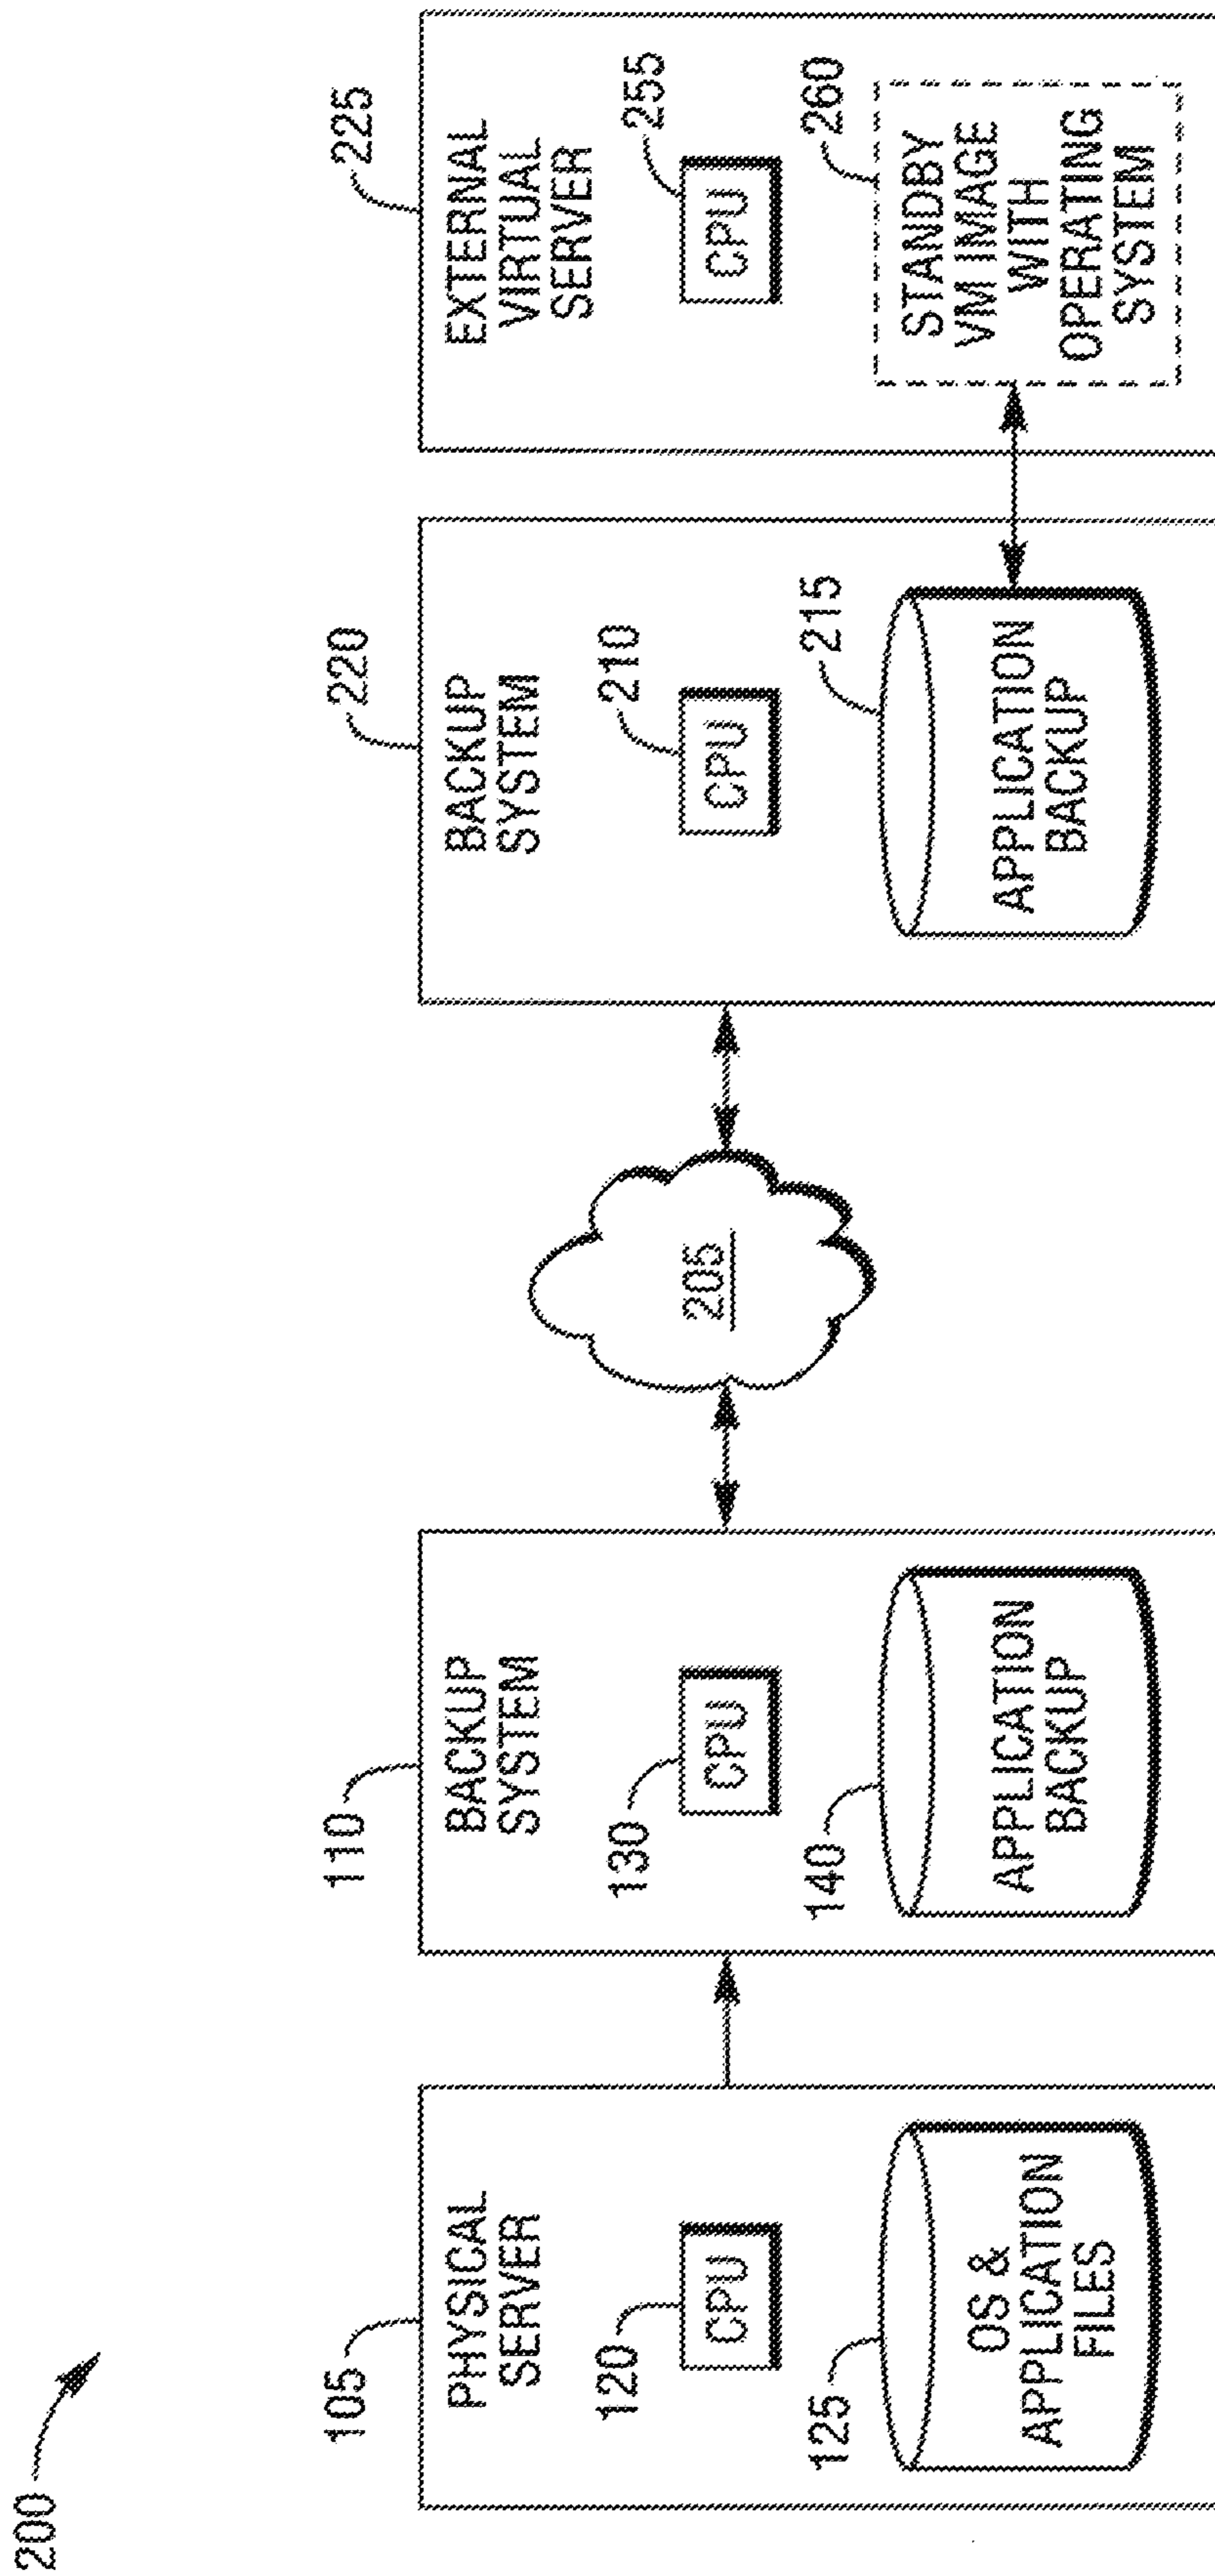 200
105
PHYSICAL
SERVER
120
CPU
125
OS &
APPLICATION
FILES
110
BACKUP
SYSTEM
130
CPU
140
APPLICATION
BACKUP
205
220
BACKUP
SYSTEM
210
CPU
215
APPLICATION
BACKUP
225
EXTERNAL
VIRTUAL
SERVER
255
CPU
260
STANDBY
VM IMAGE
WITH
OPERATING
SYSTEM